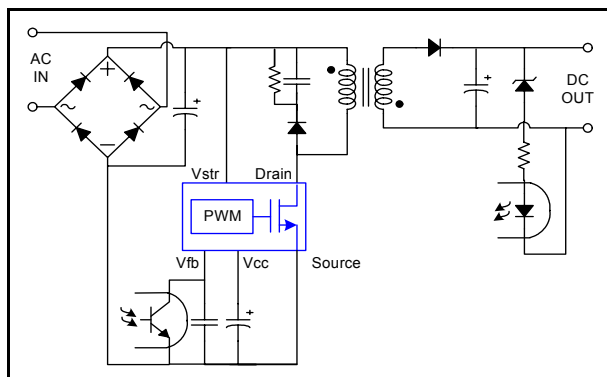 AC
IN
+
~
~
−
+
+
DC
OUT
Vstr
Drain
PWM
Vfb
Vcc
Source
+